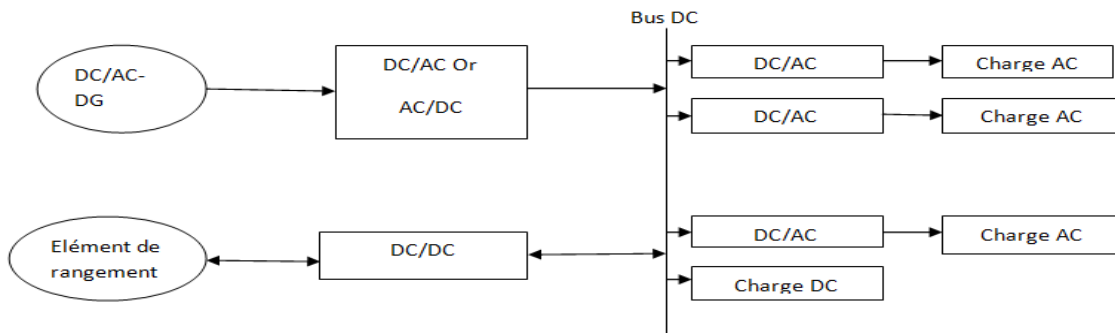 Bus DC
DC/AC-
DG
DC/AC Or
AC/DC
DC/AC
Charge AC
DC/AC
Charge AC
Elément de
rangement
DC/DC
DC/AC
Charge AC
Charge DC